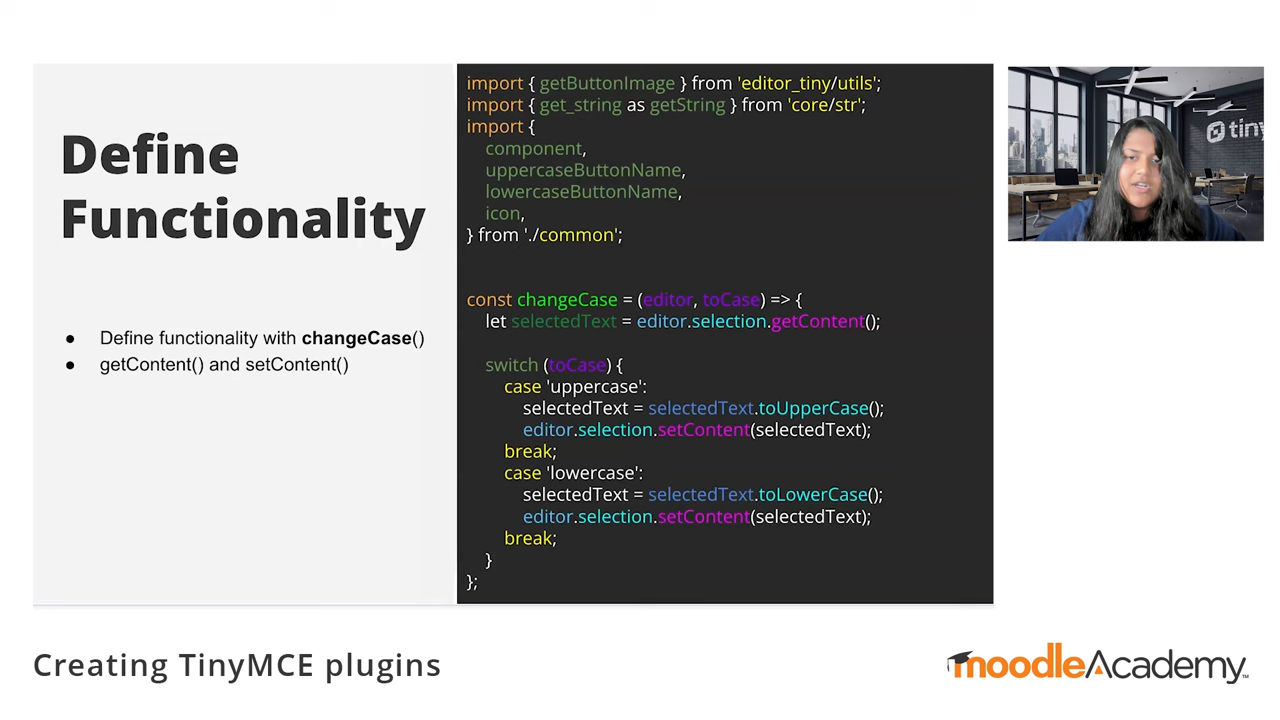 Define
Functionality
● Define functionality with changeCase()
● getContent() and setContent()
import { getButtonImage } from 'editor_tiny/utils';
import { get_string as getString } from 'core/str';
import {
component,
uppercaseButtonName,
lowercaseButtonName,
icon,
} from './common';
const changeCase = (editor, toCase) => {
let selectedText = editor.selection.getContent();
switch (toCase) {
case 'uppercase':
selectedText = selectedText.toUpperCase();
editor.selection.setContent(selectedText);
break;
case 'lowercase':
selectedText = selectedText.toLowerCase();
editor.selection.setContent(selectedText);
break;
}
};
tiny
Creating TinyMCE plugins
moodleAcademy™